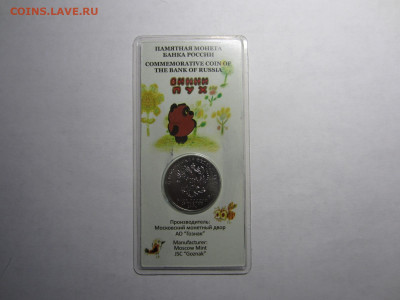 COINS.LAVE.RU
ПАМЯТНАЯ МОНЕТА
БАНКА РОССИИ
COMMEMORATIVE COIN OF
THE BANK OF RUSSIA
ВИННИ
ПУХ
Производитель:
Московский монетный двор
АО "Гознак"
Manufacturer:
Moscow Mint
JSC "Goznak"